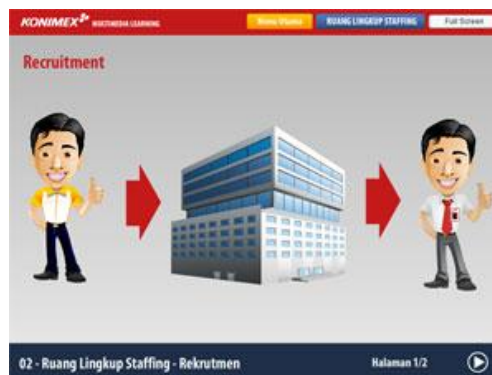 KONIMEX MULTIMEDIA LEARNING
Menu Utama
RUANG LINGKUP STAFFING
Full Screen
Recruitment
02 - Ruang Lingkup Staffing - Rekrutmen
Halaman 1/2